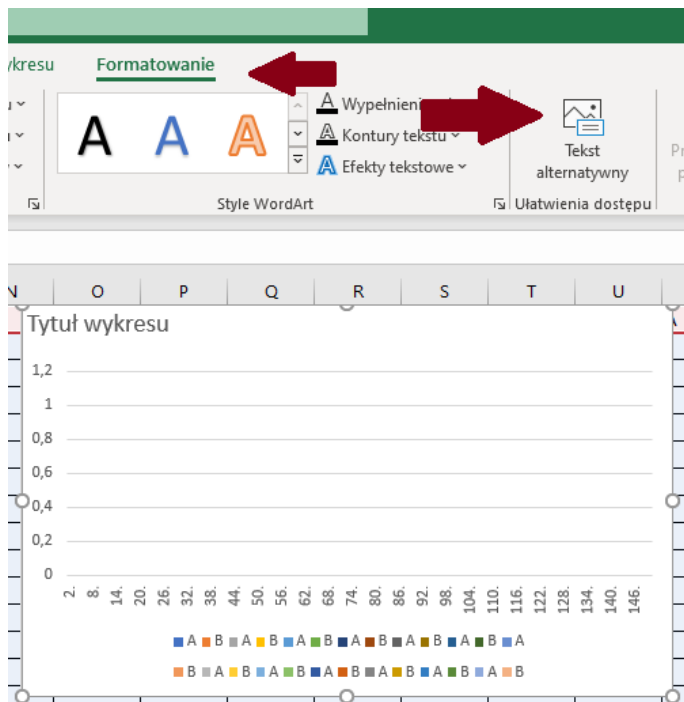 ykresu Formatowanie
A A A
A Kontury tekstu
A Efekty tekstowe
Tekst
alternatywny
Style WordArt
Ułatwienia dostępu
N O P Q R S T U
Tytuł wykresu
1,2
1
0,8
0,6
0,4
0,2
0
2. 8. 14. 20. 26. 32. 38. 44. 50. 56. 62. 68. 74. 80. 86. 92. 98. 104. 110. 116. 122. 128. 134. 140. 146.
A B A B A B A B A B A B A
B A B A B A B A B A B A B